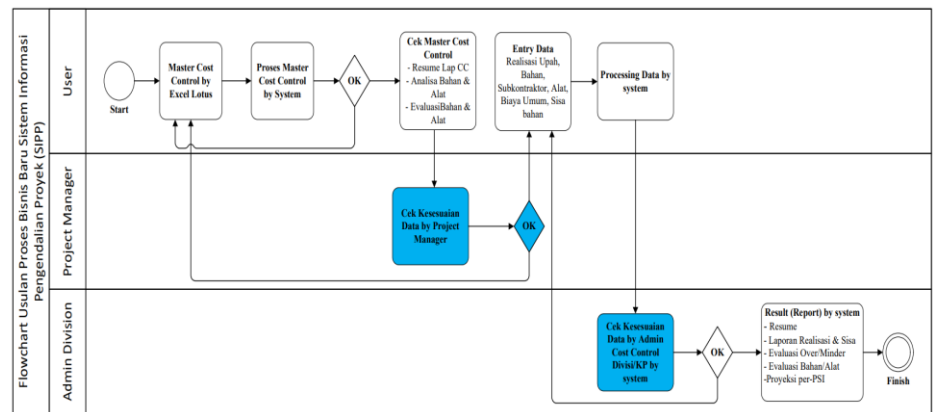 Flowchart Usulan Proses Bisnis Baru Sistem Informasi
Pengendalian Proyek (SIPP)
User
Start
Master Cost
Control by
Excel Lotus
Proses Master
Cost Control
by System
OK
Cek Master Cost
Control
- Resume Lap CC
- Analisa Bahan &
Alat
- EvaluasiBahan &
Alat
Entry Data
Realisasi Upah,
Bahan,
Subkontraktor, Alat,
Biaya Umum, Sisa
bahan
Processing Data by
system
Project Manager
Cek Kesesuaian
Data by Project
Manager
OK
Admin Division
Cek Kesesuaian
Data by Admin
Cost Control
Divisi/KP by
system
OK
Result (Report) by system
- Resume
- Laporan Realisasi & Sisa
- Evaluasi Over/Minder
- Evaluasi Bahan/Alat
-Proyeksi per-PSI
Finish